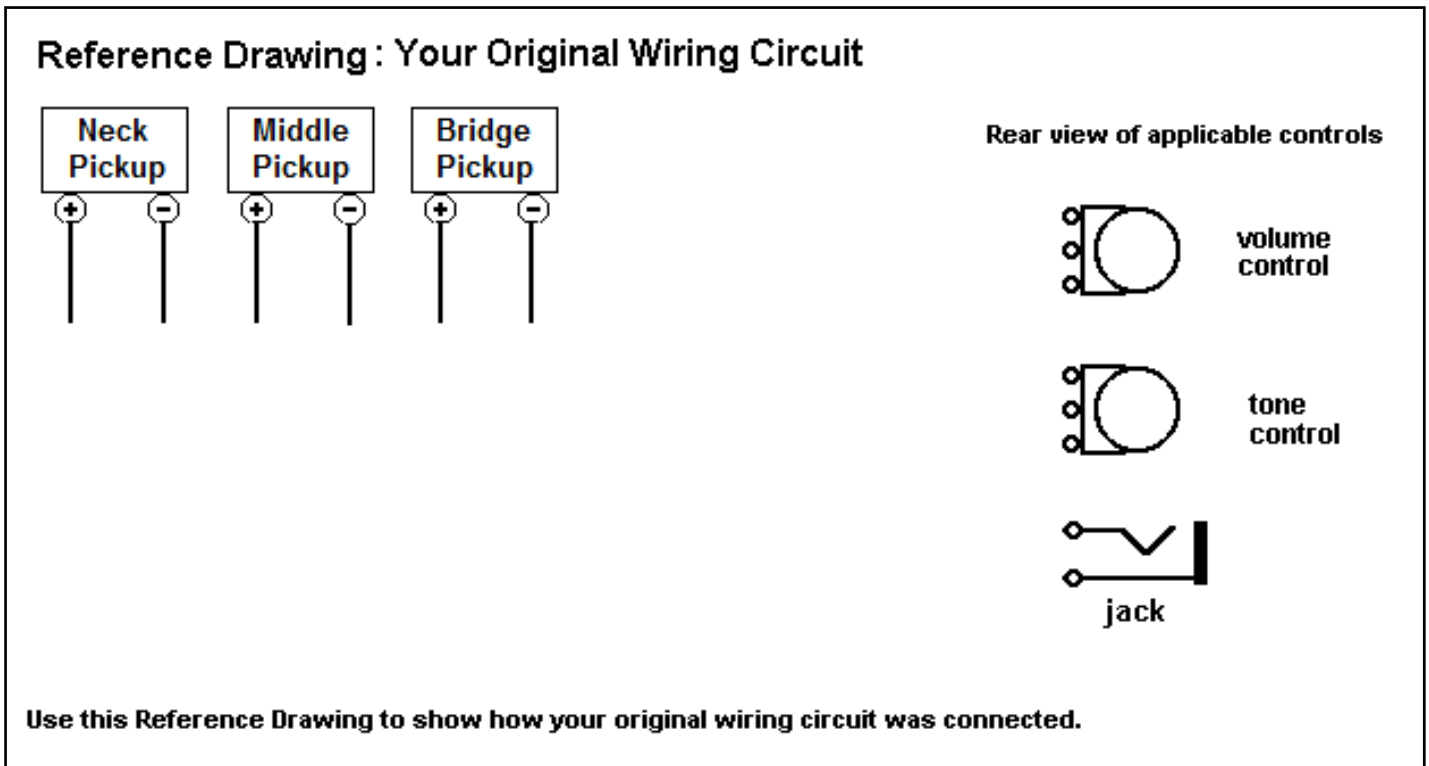 Reference Drawing : Your Original Wiring Circuit
Neck
Pickup
Middle
Pickup
Bridge
Pickup
+ -
+ -
+ -
Rear view of applicable controls
volume
control
tone
control
jack
Use this Reference Drawing to show how your original wiring circuit was connected.